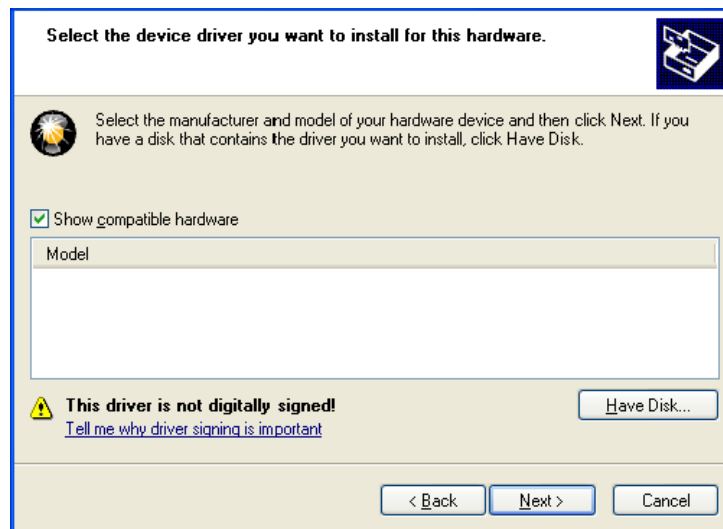 Select the device driver you want to install for this hardware.
Select the manufacturer and model of your hardware device and then click Next. If you
have a disk that contains the driver you want to install, click Have Disk.
Show compatible hardware
Model
This driver is not digitally signed!
Have Disk...
Tell me why driver signing is important
< Back
Next >
Cancel